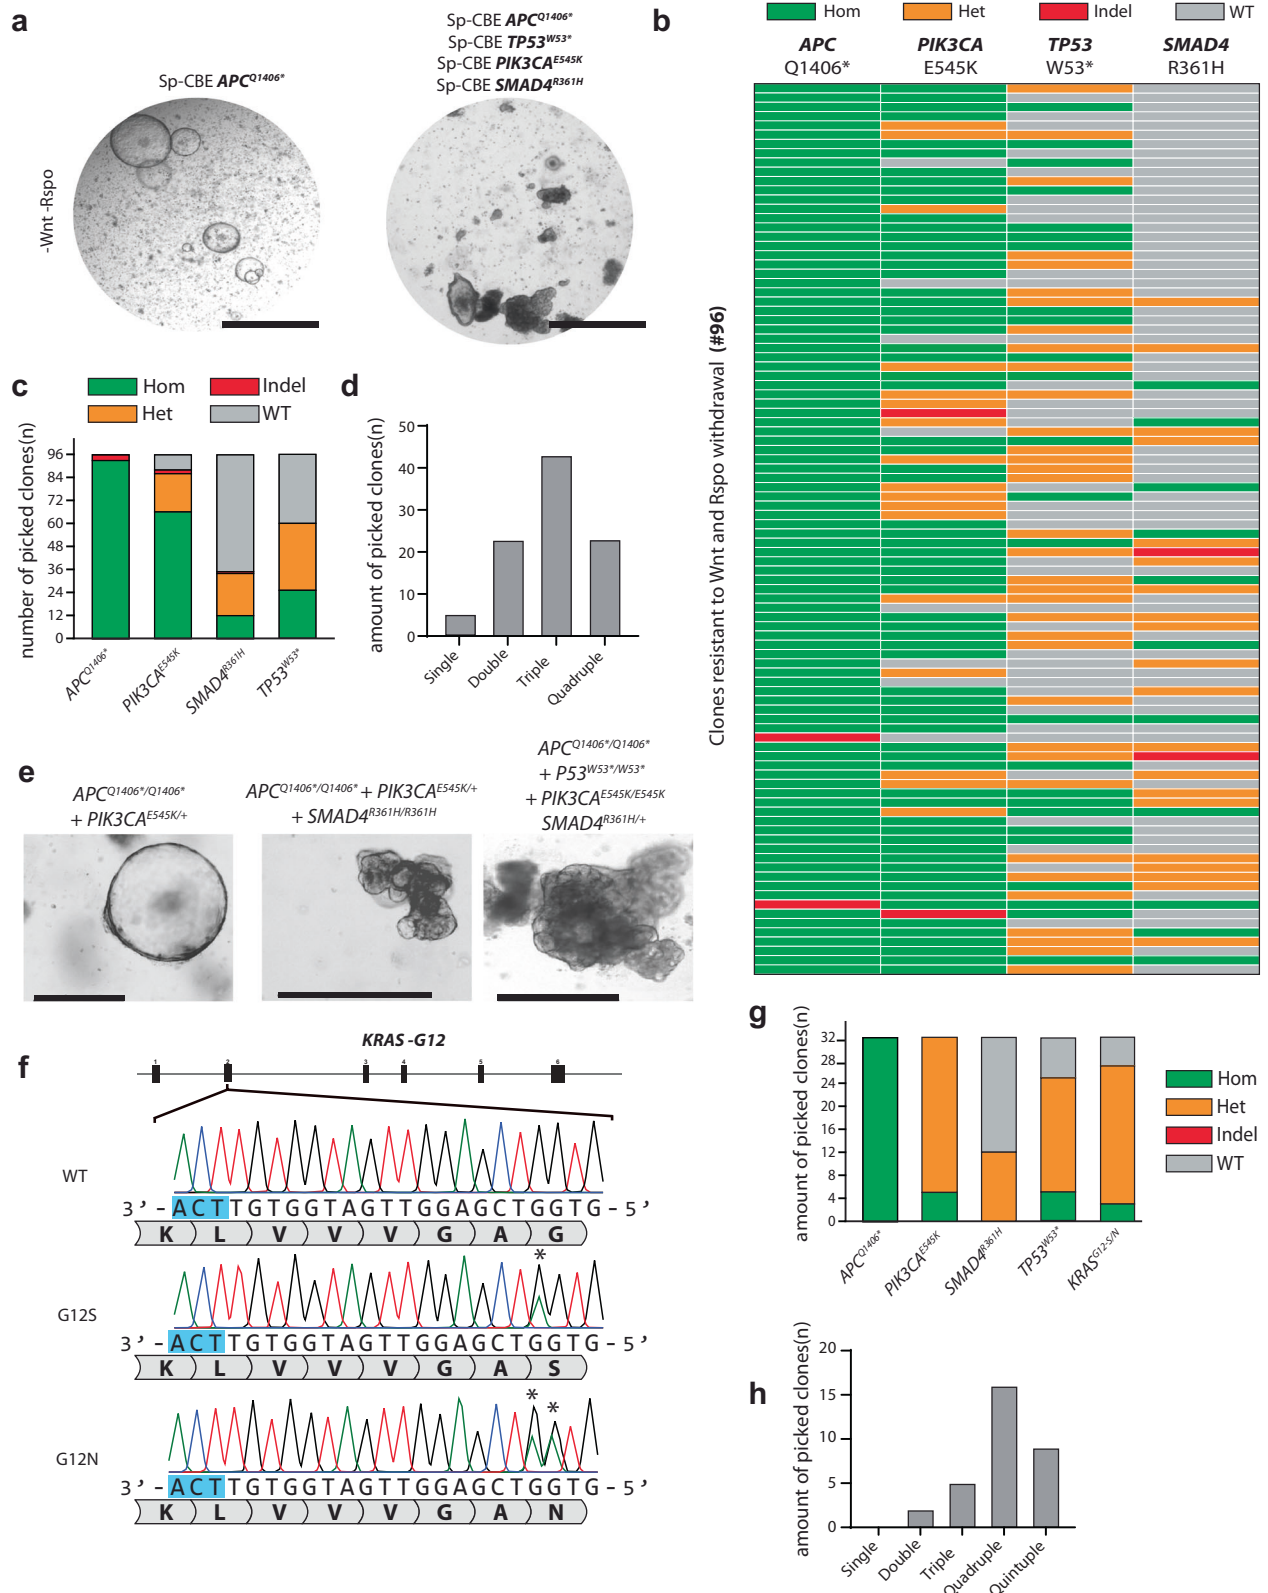 a
Sp-CBE APCQ1406*
Sp-CBE APCQ1406*
Sp-CBE TP53W53*
Sp-CBE PIK3CAE545K
Sp-CBE SMAD4R361H
-Wnt -Rspo
b
Hom
Het
Indel
WT
APC
Q1406*
PIK3CA
E545K
TP53
W53*
SMAD4
R361H
Clones resistant to Wnt and Rspo withdrawal (#96)
c
Hom
Indel
Het
WT
number of picked clones(n)
96
84
72
60
48
36
24
12
0
APCQ1406*
PIK3CAE545K
SMAD4R361H
TP53W53*
d
amount of picked clones(n)
50
40
30
20
10
0
Single
Double
Triple
Quadruple
e
APCQ1406*/Q1406*
+ PIK3CAE545K/+
APCQ1406*/Q1406* + PIK3CAE545K/+
+ SMAD4R361H/R361H
APCQ1406*/Q1406*
+ P53W53*/W53*
+ PIK3CAE545K/E545K
SMAD4R361H/+
f
KRAS -G12
1 2 3 4 5 6
WT
3’ - ACTTGTGGTAGTTGGAGCTGGTG - 5’
K L V V V G A G
*
G12S
3’ - ACTTGTGGTAGTTGGAGCTGGTG - 5’
K L V V V G A S
* *
G12N
3’ - ACTTGTGGTAGTTGGAGCTGGTG - 5’
K L V V V G A N
g
amount of picked clones(n)
32
28
24
20
16
12
8
4
0
APCQ1406*
PIK3CAE545K
SMAD4R361H
TP53W53*
KRASG12-S/N
Hom
Het
Indel
WT
h
amount of picked clones(n)
20
15
10
5
0
Single
Double
Triple
Quadruple
Quintuple